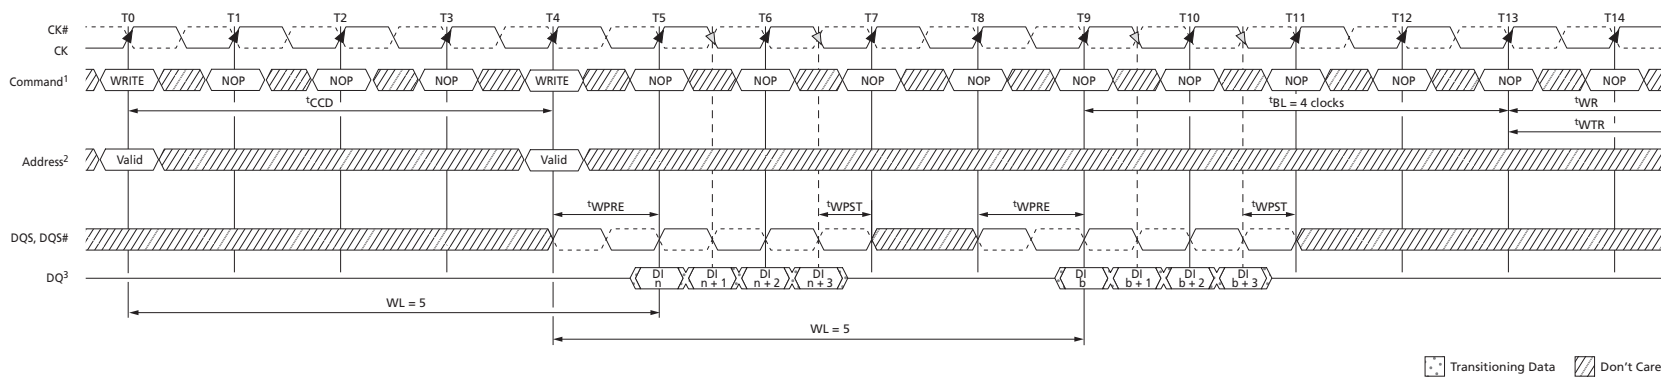 T0 T1 T2 T3 T4 T5 T6 T7 T8 T9 T10 T11 T12 T13 T14
CK#
CK
Command¹ WRITE NOP NOP NOP WRITE NOP NOP NOP NOP NOP NOP NOP NOP NOP NOP
tCCD tBL = 4 clocks tWR
tWTR
Address² Valid Valid
tWPRE tWPST tWPRE tWPST
DQS, DQS#
DQ³ DI n DI n + 1 DI n + 2 DI n + 3 DI b DI b + 1 DI b + 2 DI b + 3
WL = 5
WL = 5
Transitioning Data Don't Care